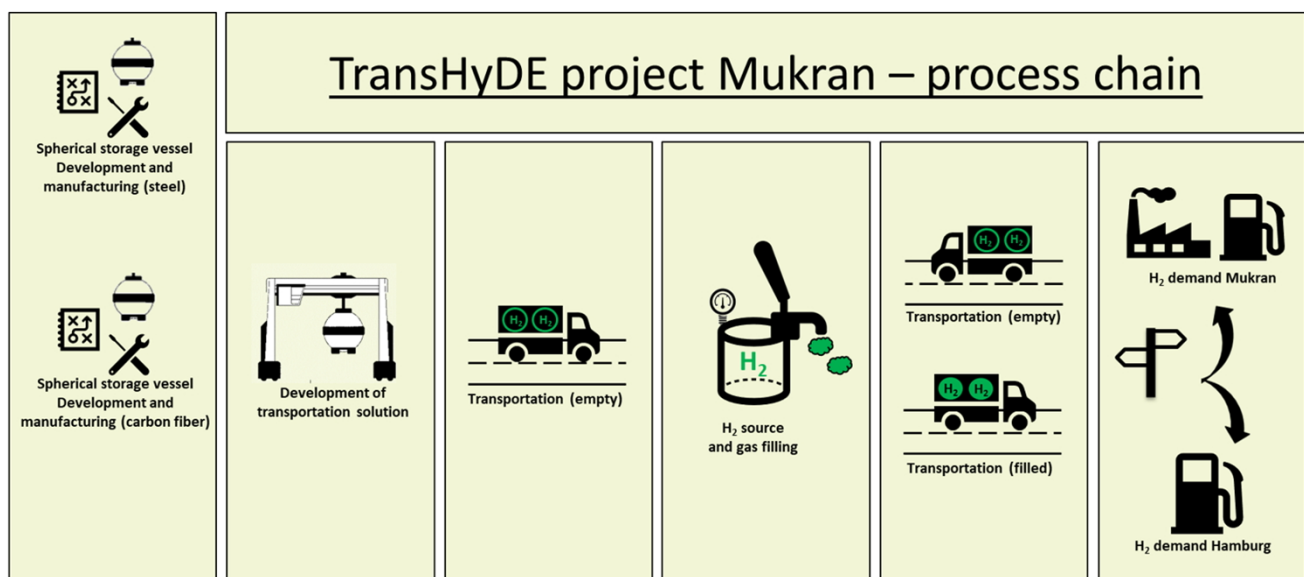 TransHyDE project Mukran – process chain
Spherical storage vessel
Development and
manufacturing (steel)
Spherical storage vessel
Development and
manufacturing (carbon fiber)
Development of
transportation solution
H₂ H₂
Transportation (empty)
H₂
H₂ source
and gas filling
H₂ H₂
Transportation (empty)
H₂ H₂
Transportation (filled)
H₂ demand Mukran
H₂ demand Hamburg